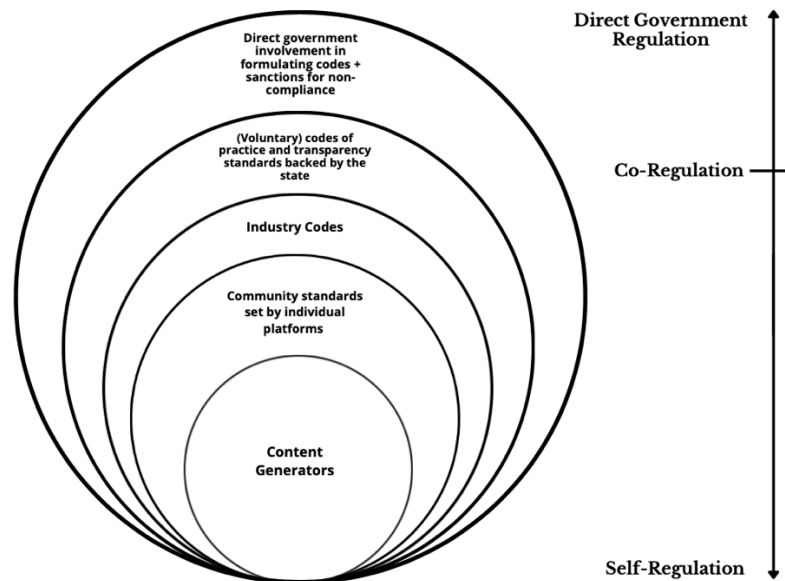 Direct government
involvement in
formulating codes +
sanctions for non-
compliance
(Voluntary) codes of
practice and transparency
standards backed by the
state
Industry Codes
Community standards
set by individual
platforms
Content
Generators
Direct Government
Regulation
Co-Regulation
Self-Regulation